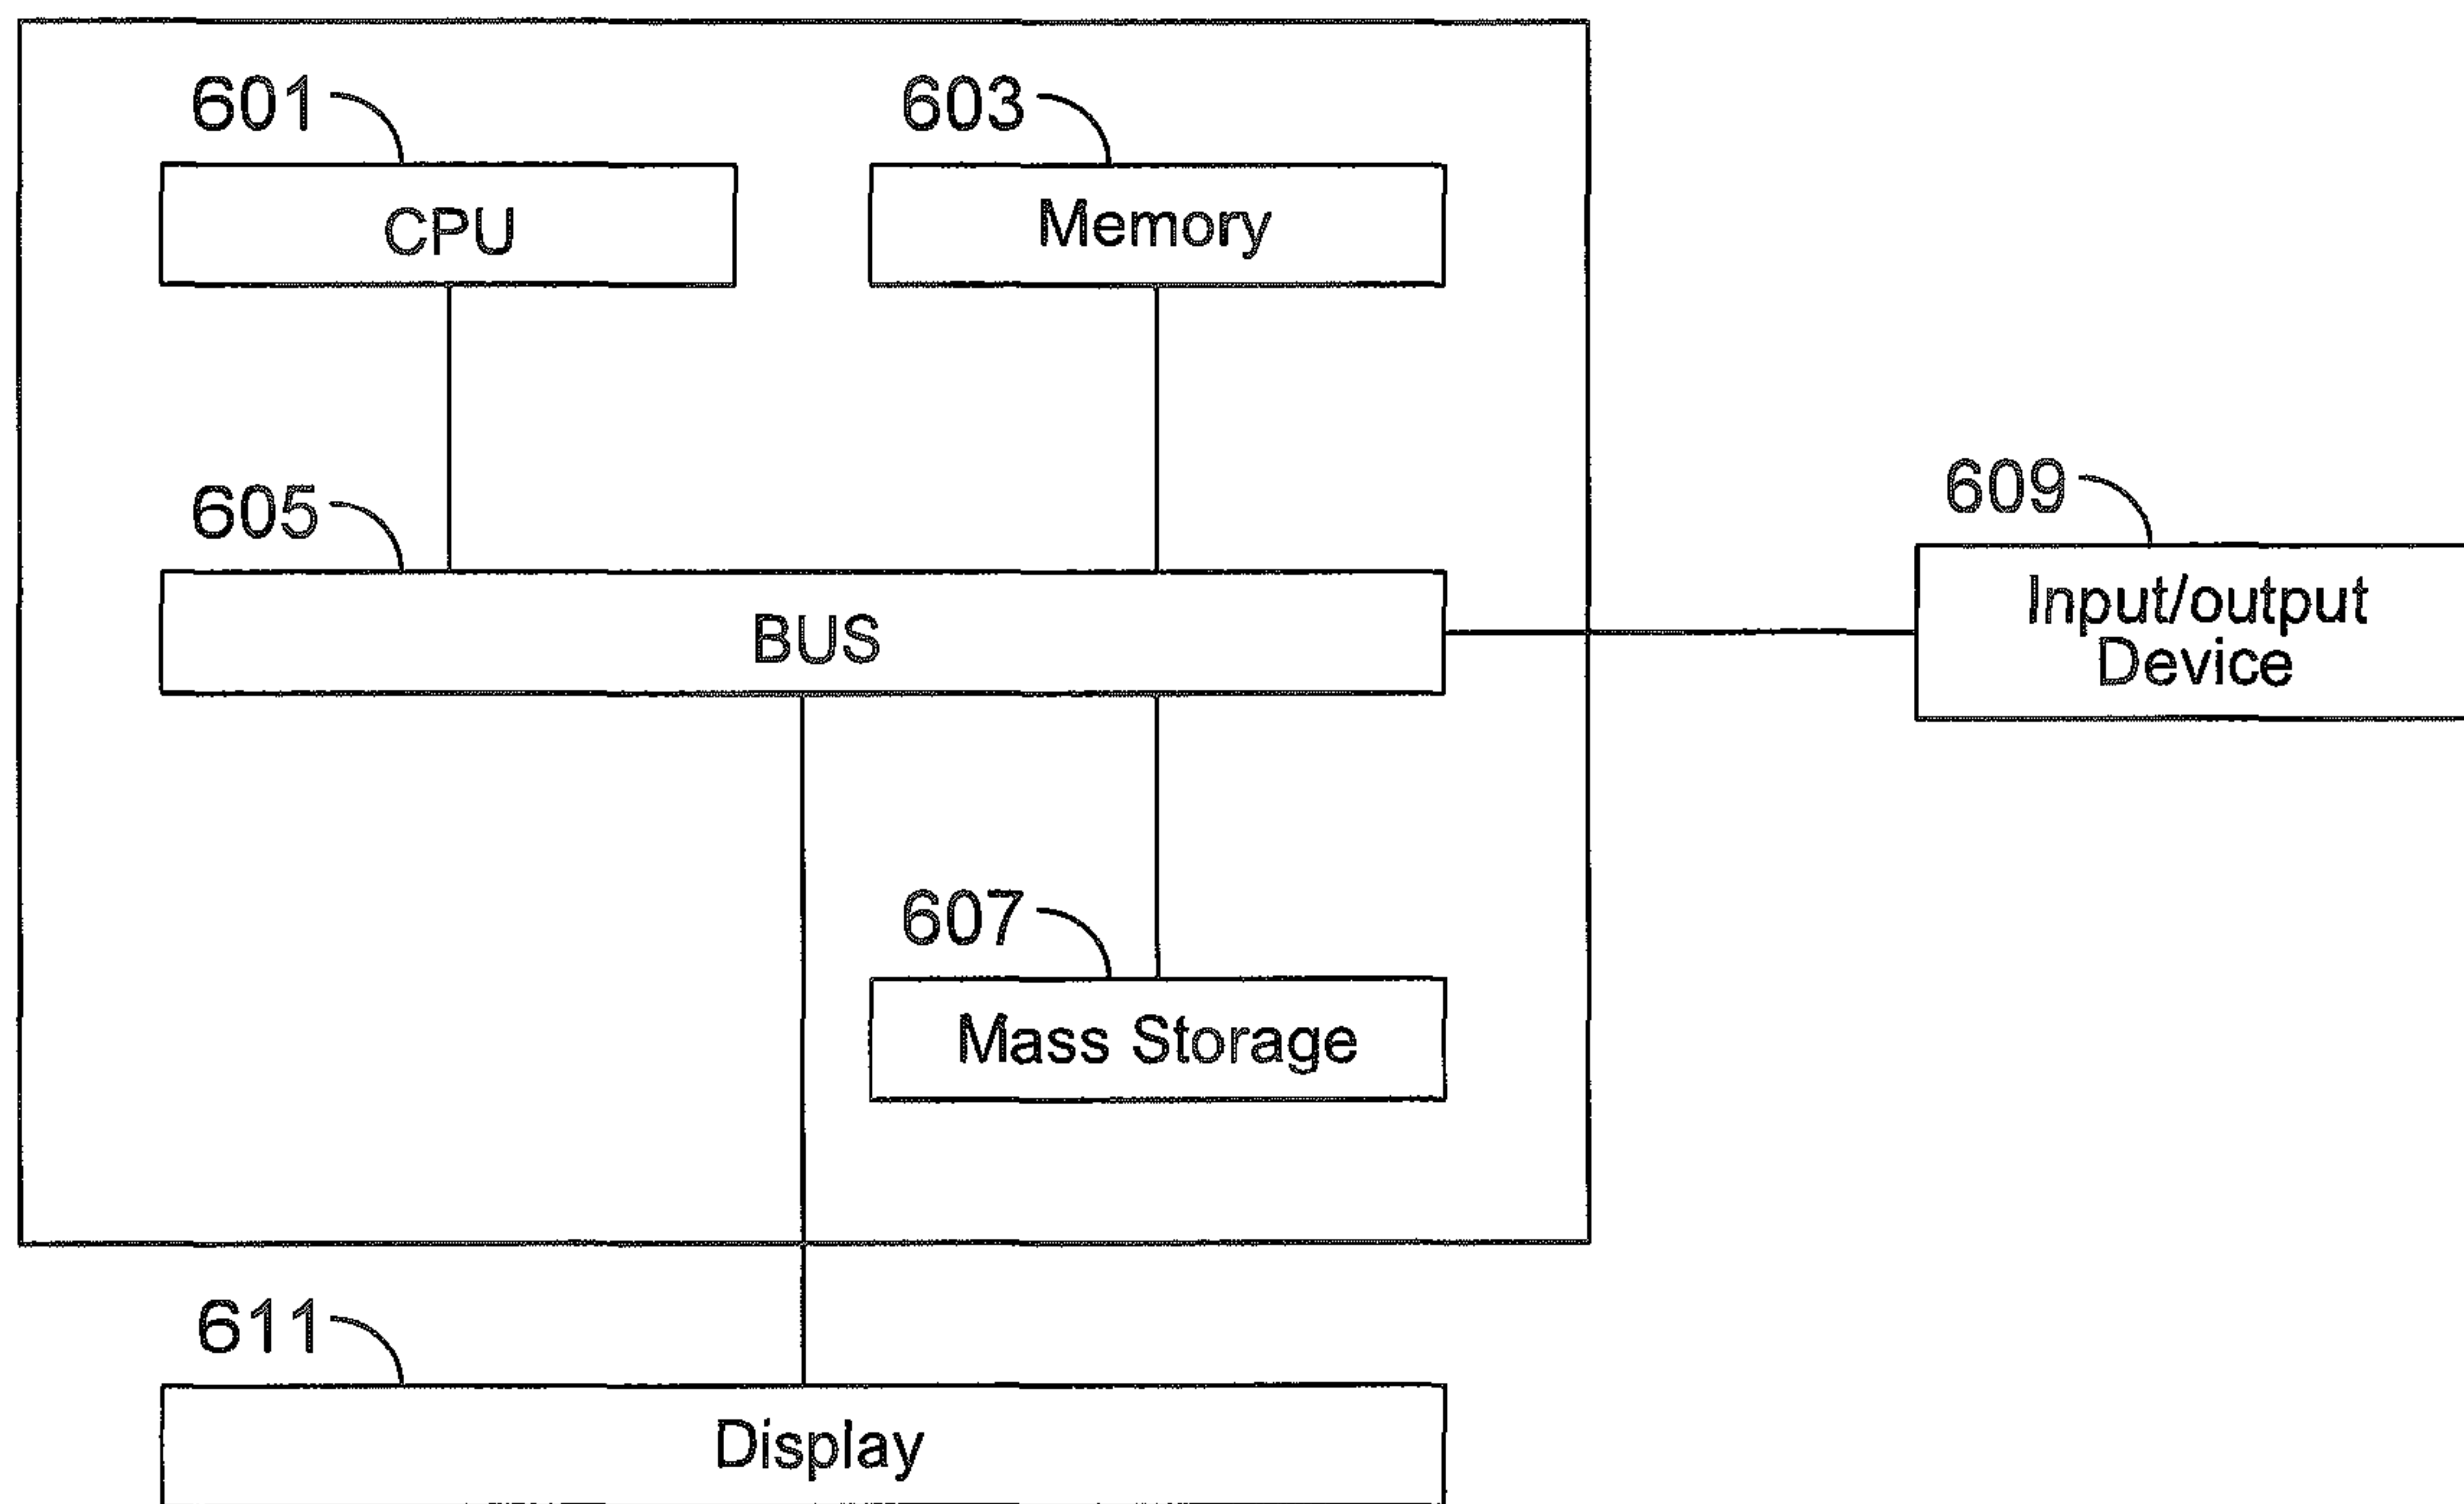 601
603
CPU
Memory
605
609
BUS
Input/output
Device
607
Mass Storage
611
Display